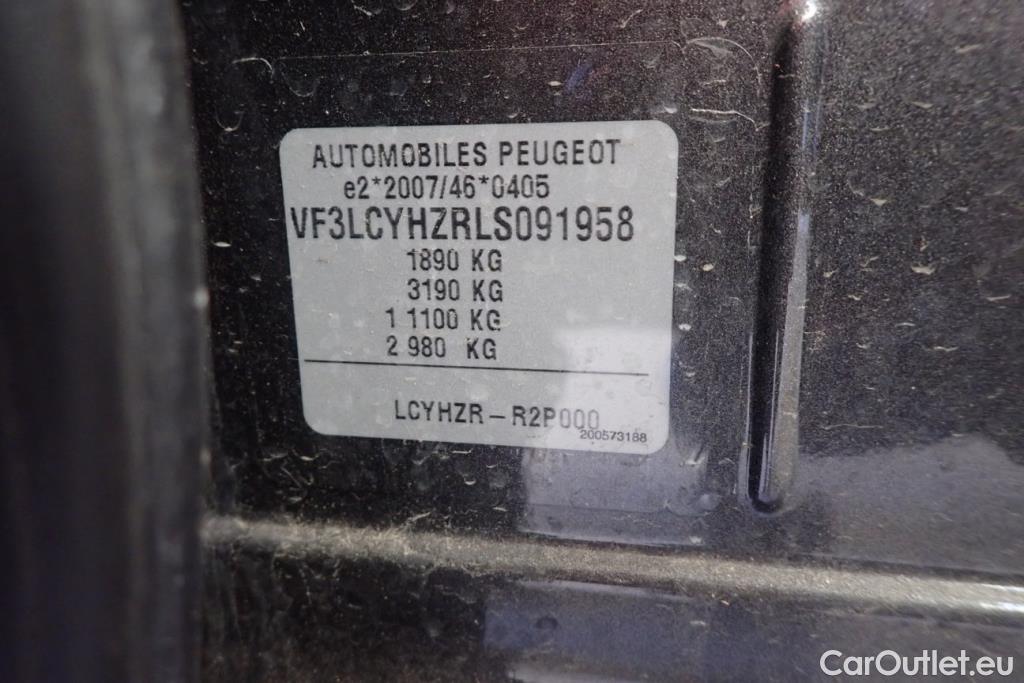 AUTOMOBILES PEUGEOT
e2*2007/46*0405
VF3LCYHZRLS091958
1890 KG
3190 KG
1 1100 KG
2 980 KG
LCYHZR – R2P000
200573188
CarOutlet.eu